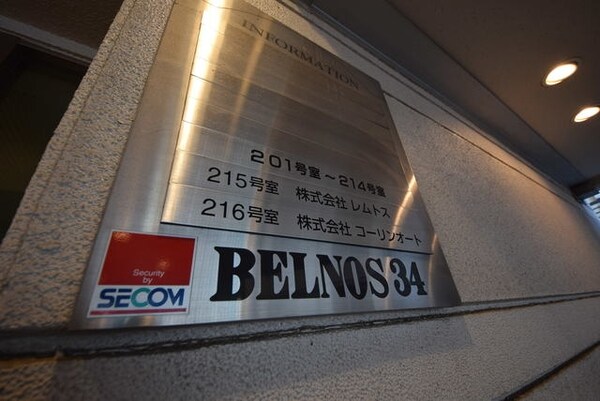 INFORMATION
201号室～214号室
215号室 株式会社 レムトス
216号室 株式会社 コーリンオート
Security
by
SECOM
BELNOS 34